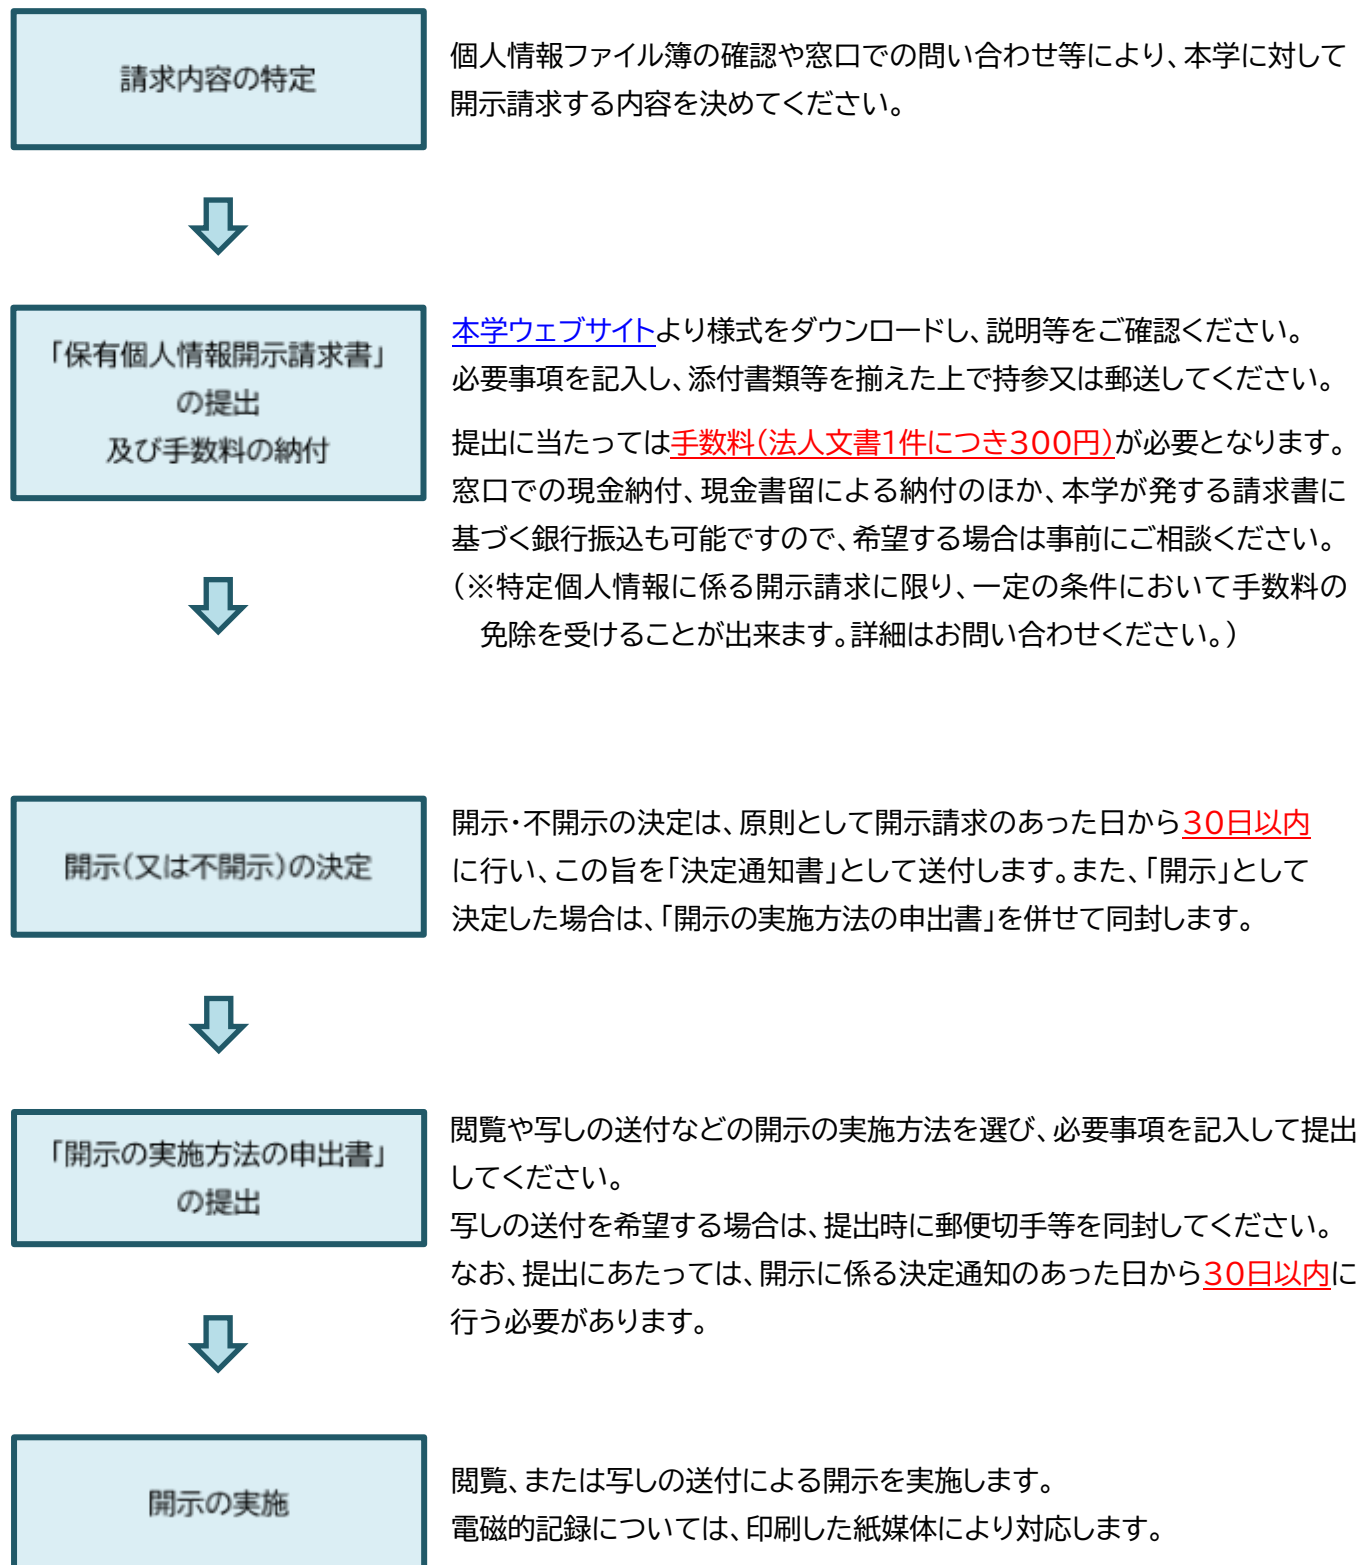 請求内容の特定
個人情報ファイル簿の確認や窓口での問い合わせ等により、本学に対して
開示請求する内容を決めてください。
「保有個人情報開示請求書」
の提出
及び手数料の納付
本学ウェブサイトより様式をダウンロードし、説明等をご確認ください。
必要事項を記入し、添付書類等を揃えた上で持参又は郵送してください。
提出に当たっては手数料(法人文書1件につき300円)が必要となります。
窓口での現金納付、現金書留による納付のほか、本学が発する請求書に
基づく銀行振込も可能ですので、希望する場合は事前にご相談ください。
(※特定個人情報に係る開示請求に限り、一定の条件において手数料の
免除を受けることが出来ます。詳細はお問い合わせください。)
開示(又は不開示)の決定
開示・不開示の決定は、原則として開示請求のあった日から30日以内
に行い、この旨を「決定通知書」として送付します。また、「開示」として
決定した場合は、「開示の実施方法の申出書」を併せて同封します。
「開示の実施方法の申出書」
の提出
閲覧や写しの送付などの開示の実施方法を選び、必要事項を記入して提出
してください。
写しの送付を希望する場合は、提出時に郵便切手等を同封してください。
なお、提出にあたっては、開示に係る決定通知のあった日から30日以内に
行う必要があります。
開示の実施
閲覧、または写しの送付による開示を実施します。
電磁的記録については、印刷した紙媒体により対応します。